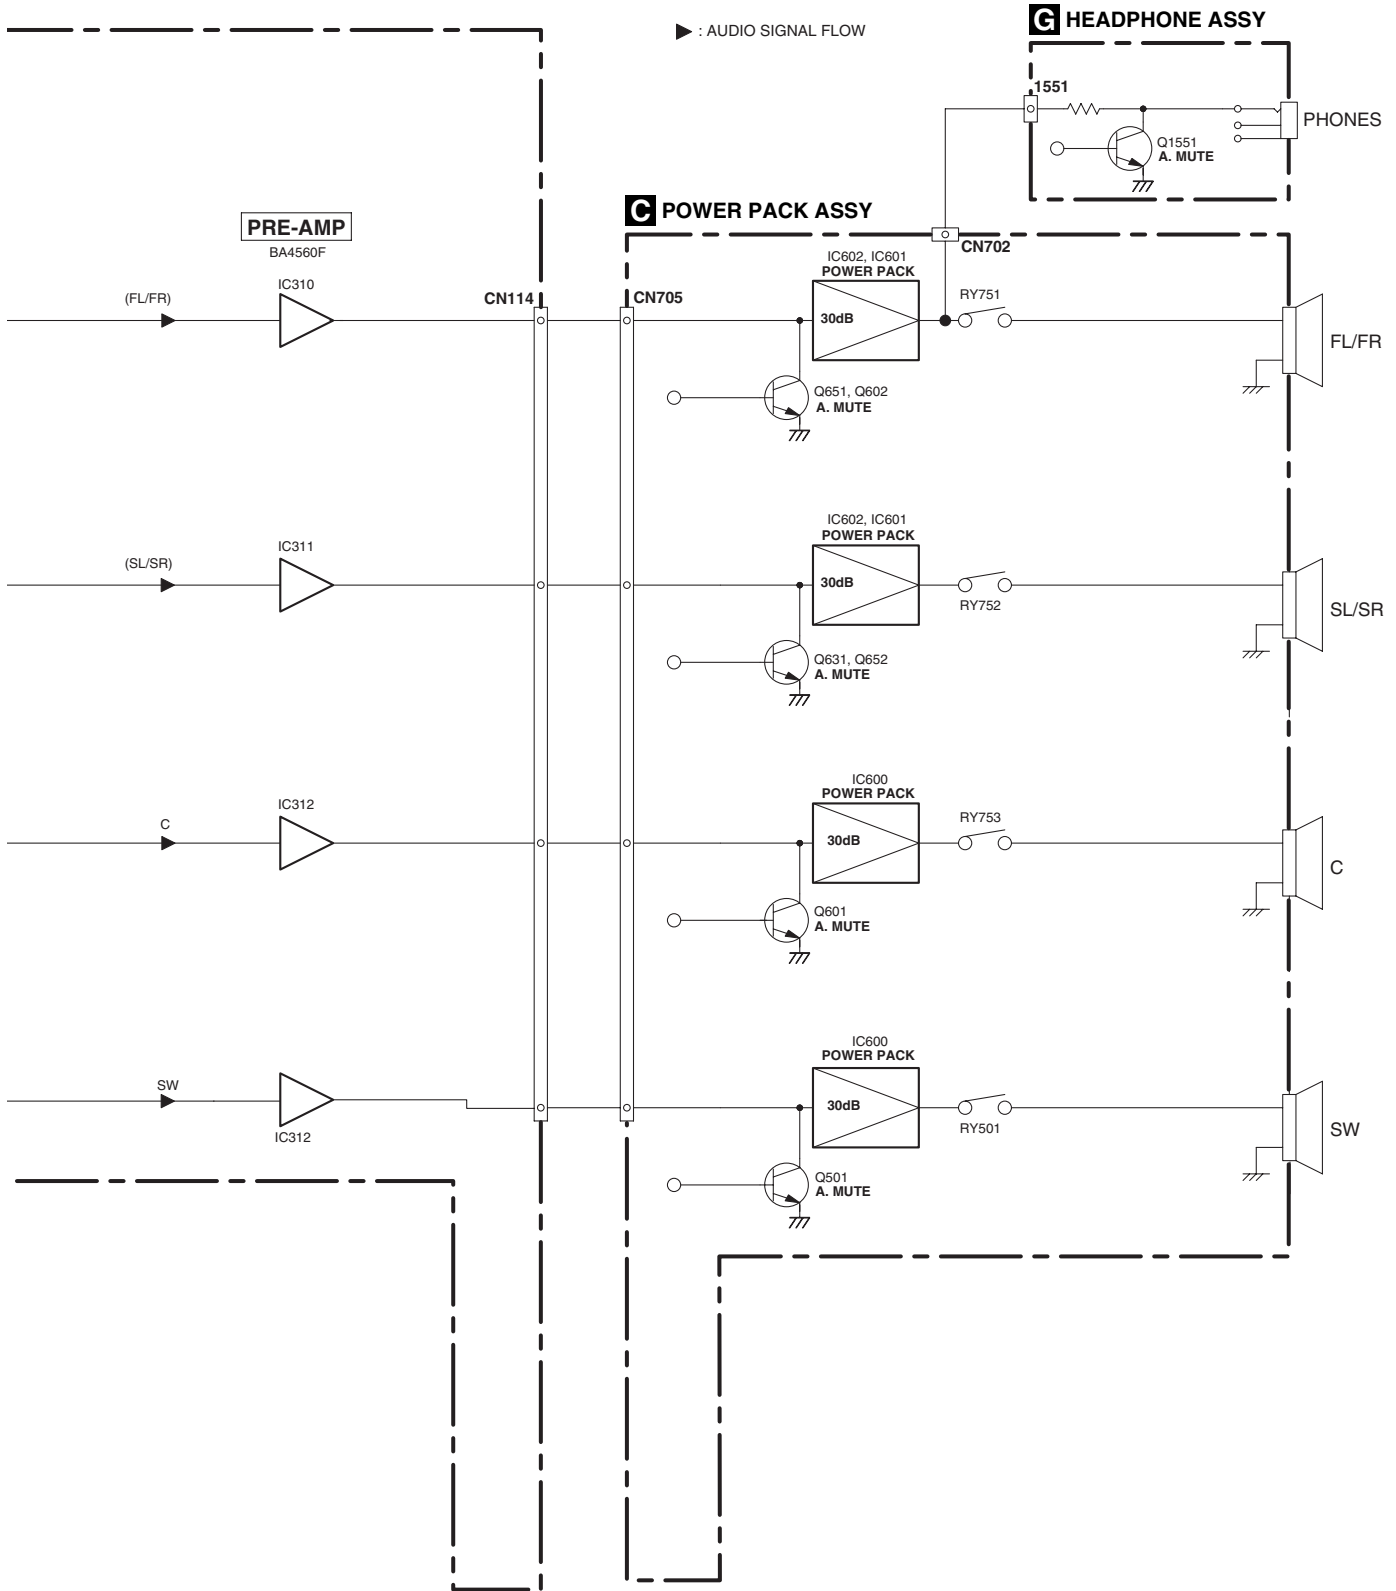 : AUDIO SIGNAL FLOW
G HEADPHONE ASSY
1551
PHONES
Q1551
A. MUTE
C POWER PACK ASSY
CN702
PRE-AMP
BA4560F
(FL/FR)
IC310
CN114
CN705
IC602, IC601
POWER PACK
30dB
RY751
FL/FR
Q651, Q602
A. MUTE
(SL/SR)
IC311
IC602, IC601
POWER PACK
30dB
RY752
SL/SR
Q631, Q652
A. MUTE
C
IC312
IC600
POWER PACK
30dB
RY753
C
Q601
A. MUTE
SW
IC312
IC600
POWER PACK
30dB
RY501
SW
Q501
A. MUTE